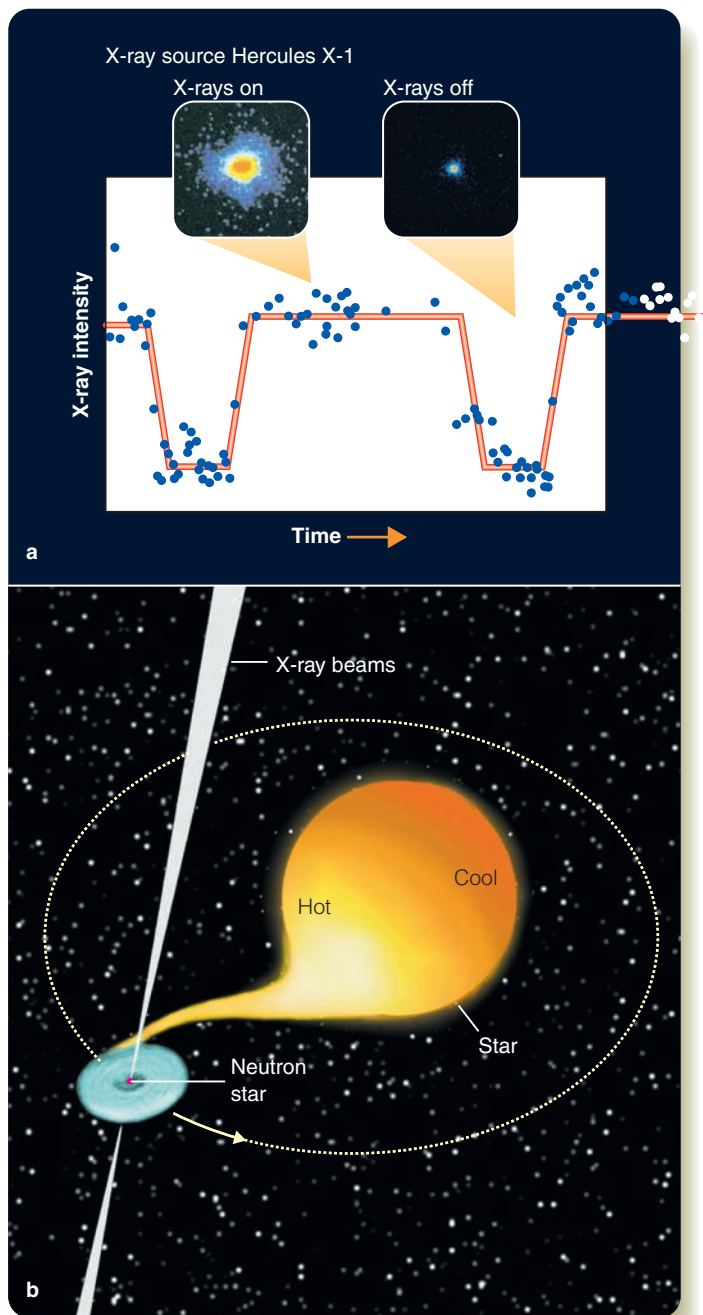 X-ray source Hercules X-1
X-rays on
X-rays off
X-ray intensity
Time
a
X-ray beams
Hot
Cool
Star
Neutron
star
b